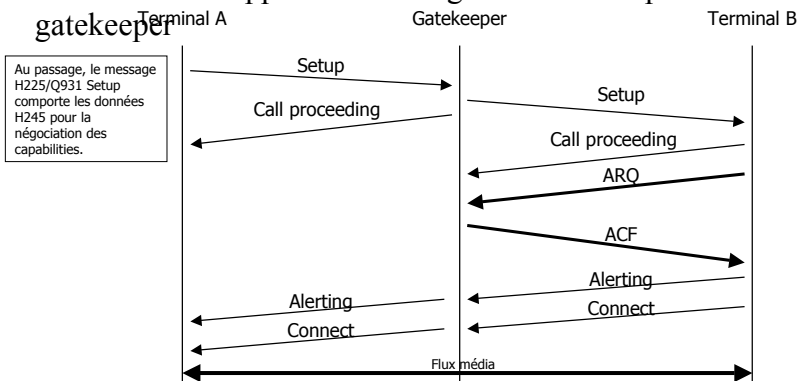 gatekeeper
Terminal A
Gatekeeper
Terminal B
Au passage, le message
H225/Q931 Setup
comporte les données
H245 pour la
négociation des
capabilities.
Setup
Setup
Call proceeding
Call proceeding
ARQ
ACF
Alerting
Alerting
Connect
Connect
Flux média